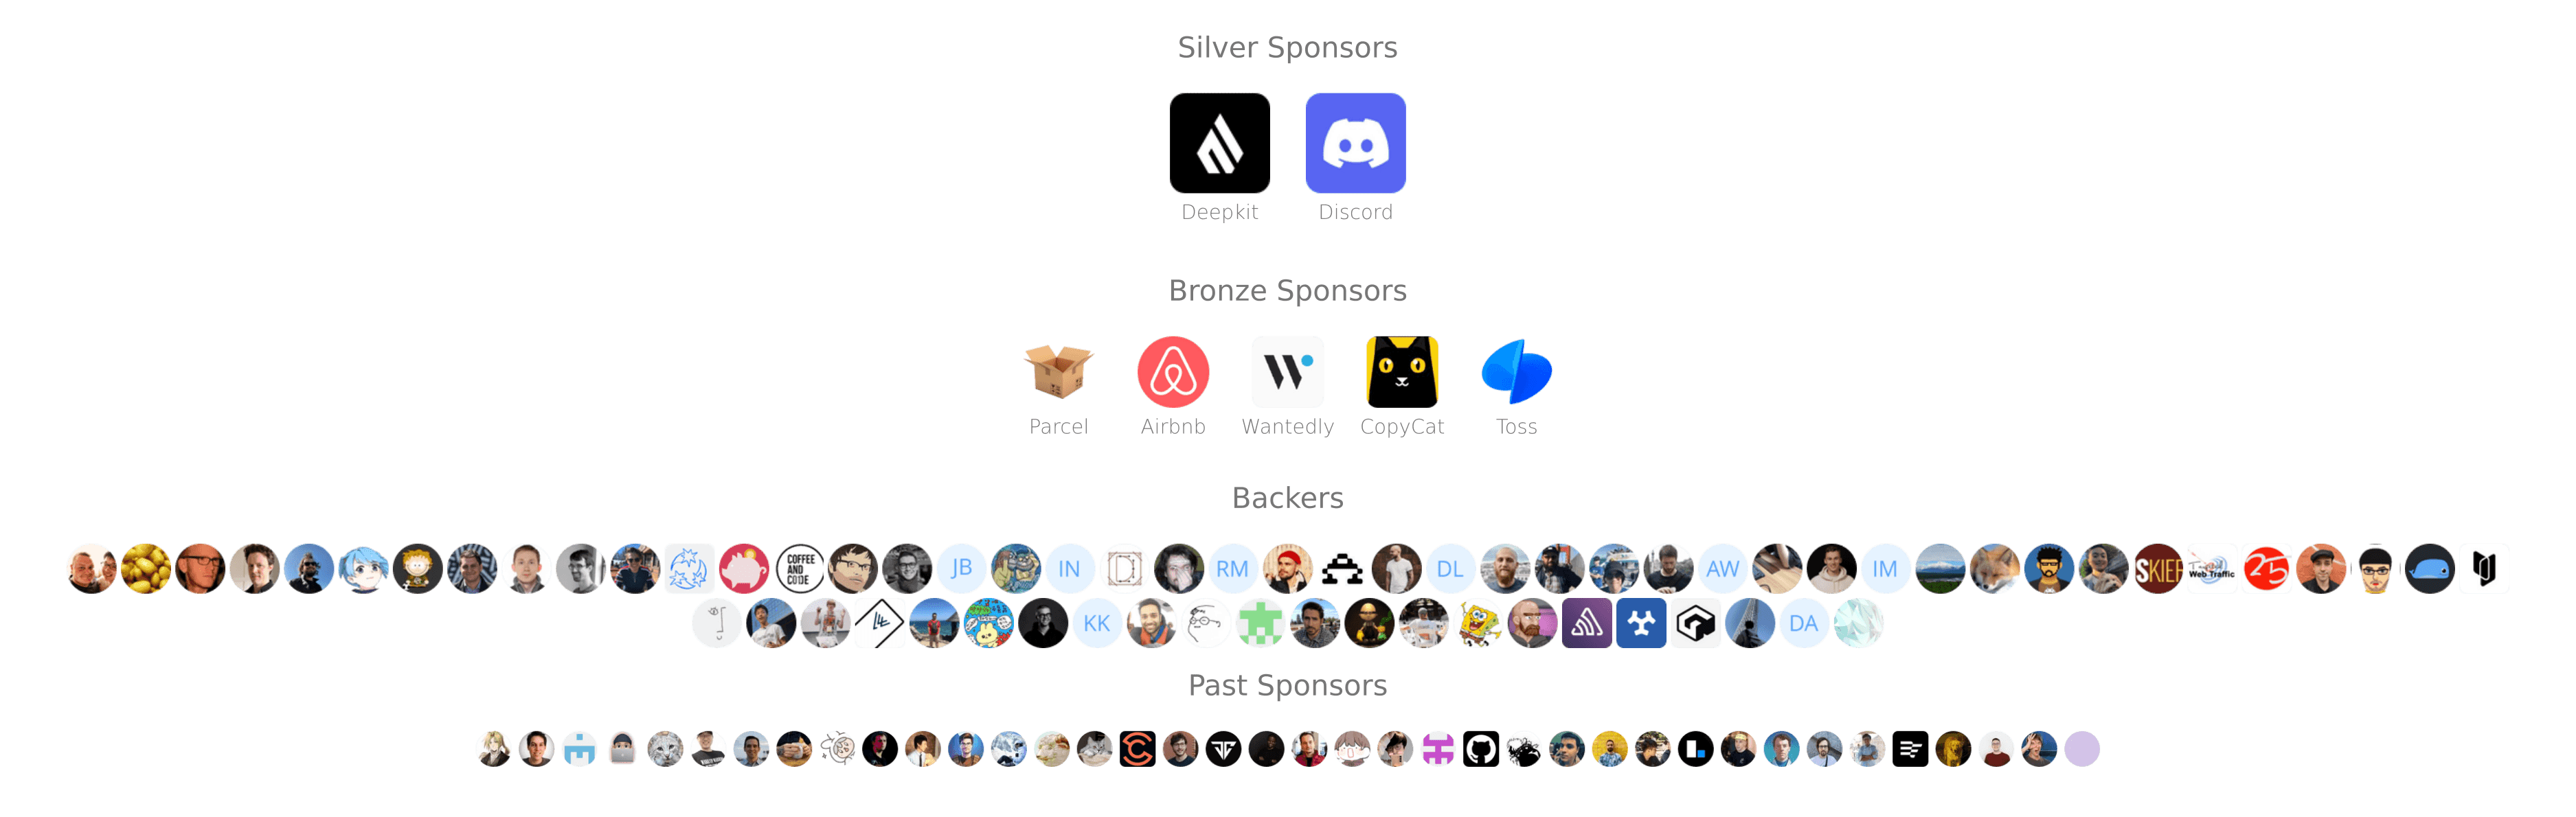 Silver Sponsors
Deepkit Discord
Bronze Sponsors
Parcel Airbnb Wantedly CopyCat Toss
Backers
COFFEE AND CODE JB IN RM DL AW IM SKIEF Web Traffic 25
KK DA
Past Sponsors